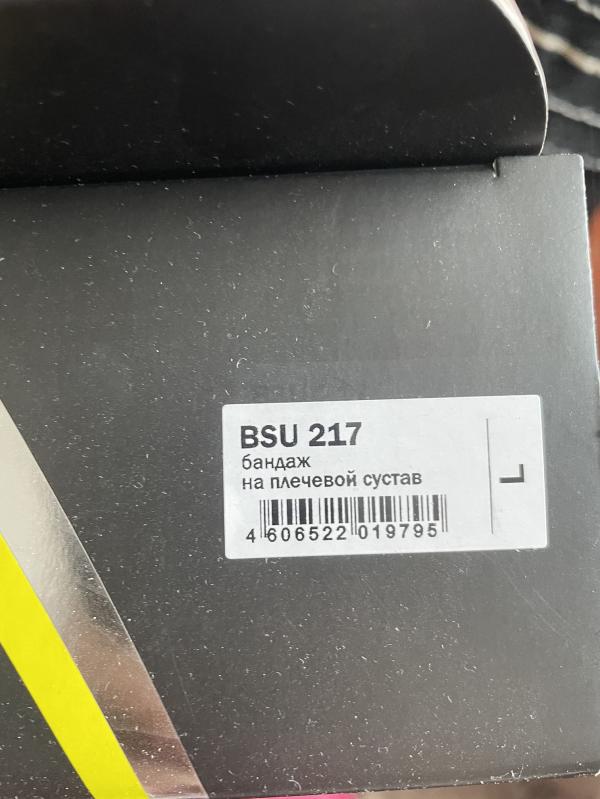 BSU 217
бандаж
на плечевой сустав
L
4 606522 019795